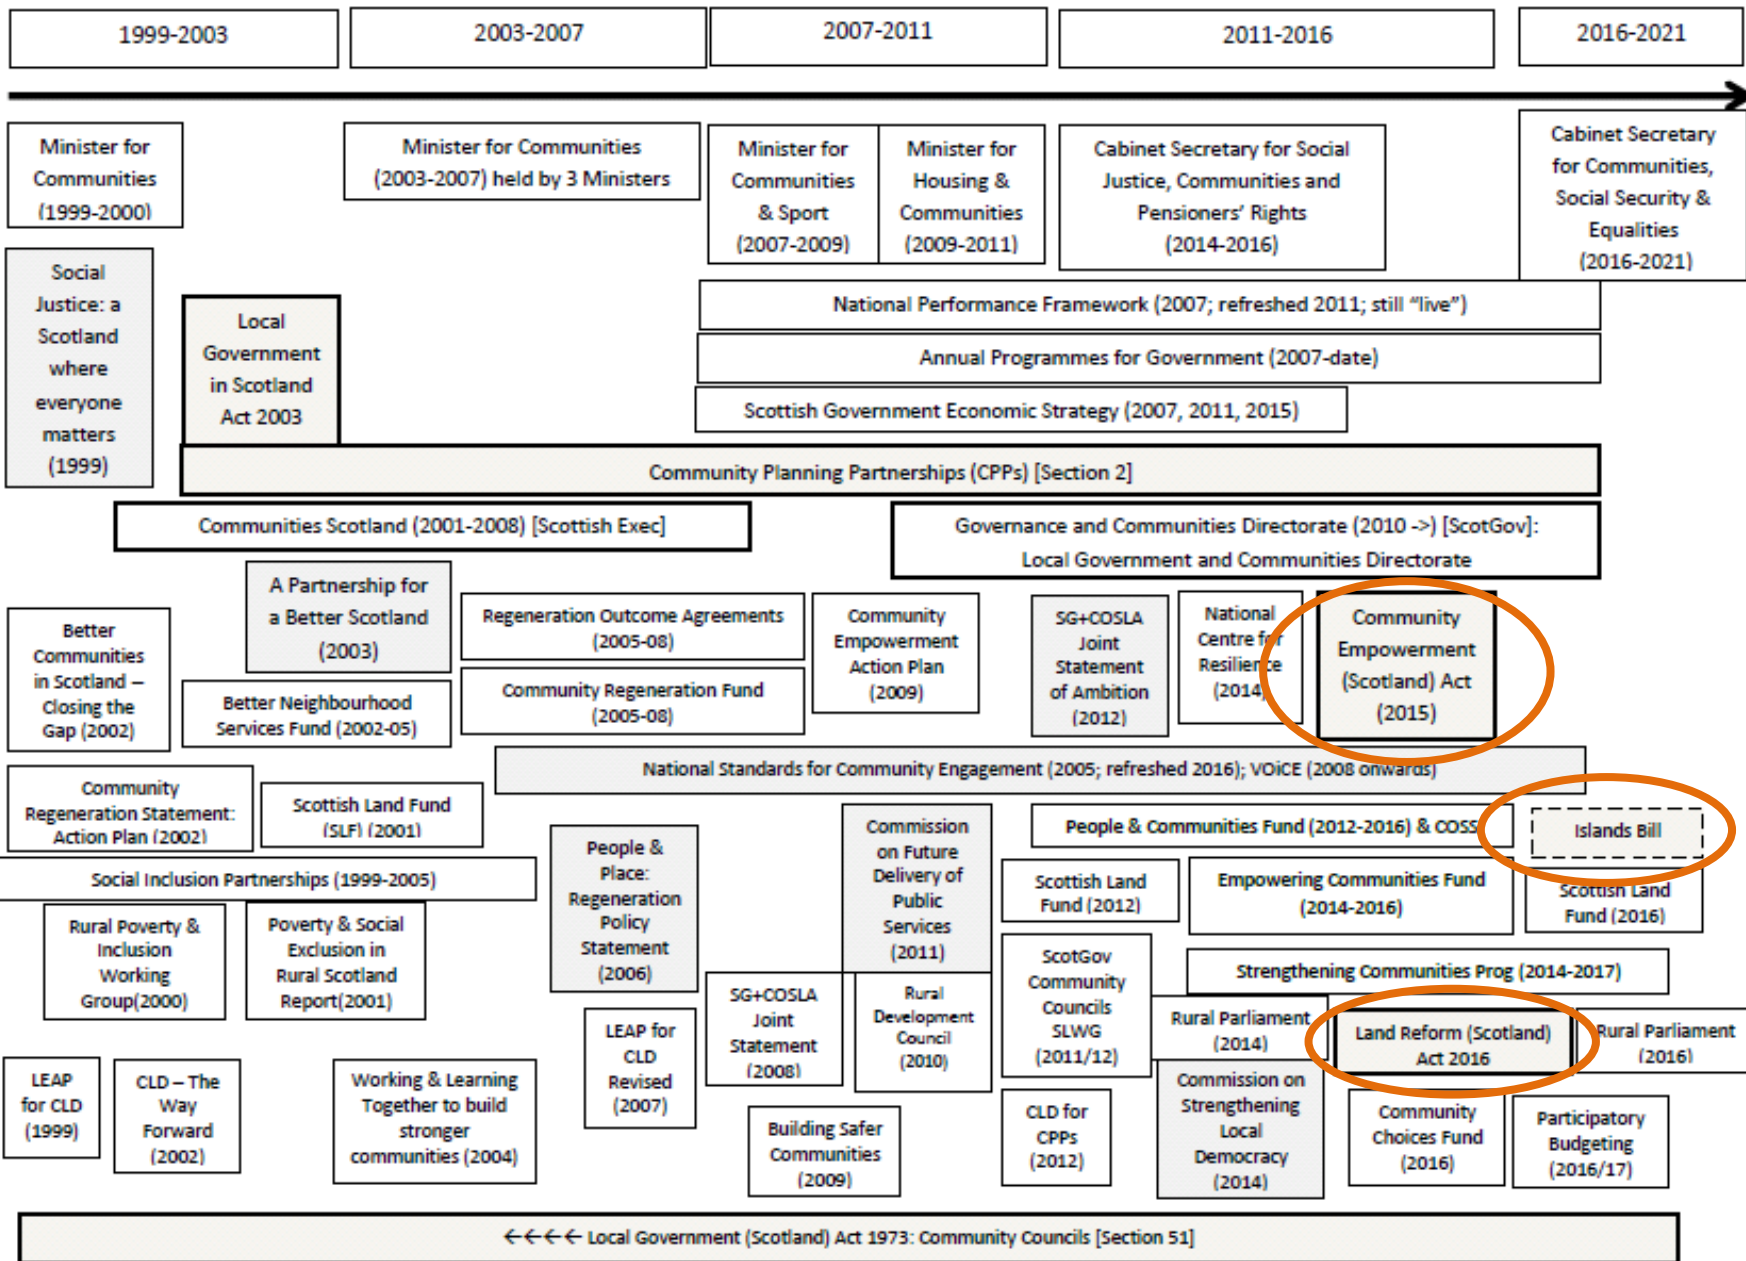 1999-2003
2003-2007
2007-2011
2011-2016
2016-2021
Minister for
Communities
(1999-2000)
Minister for Communities
(2003-2007) held by 3 Ministers
Minister for
Communities
& Sport
(2007-2009)
Minister for
Housing &
Communities
(2009-2011)
Cabinet Secretary for Social
Justice, Communities and
Pensioners' Rights
(2014-2016)
Cabinet Secretary
for Communities,
Social Security &
Equalities
(2016-2021)
Social
Justice: a
Scotland
where
everyone
matters
(1999)
Local
Government
in Scotland
Act 2003
National Performance Framework (2007; refreshed 2011; still "live")
Annual Programmes for Government (2007-date)
Scottish Government Economic Strategy (2007, 2011, 2015)
Community Planning Partnerships (CPPs) [Section 2]
Communities Scotland (2001-2008) [Scottish Exec]
Governance and Communities Directorate (2010 ->) [ScotGov]:
Local Government and Communities Directorate
Better
Communities
in Scotland –
Closing the
Gap (2002)
A Partnership for
a Better Scotland
(2003)
Better Neighbourhood
Services Fund (2002-05)
Regeneration Outcome Agreements
(2005-08)
Community Regeneration Fund
(2005-08)
Community
Empowerment
Action Plan
(2009)
SG+COSLA
Joint
Statement
of Ambition
(2012)
National
Centre for
Resilience
(2014)
Community
Empowerment
(Scotland) Act
(2015)
National Standards for Community Engagement (2005; refreshed 2016); VOiCE (2008 onwards)
Community
Regeneration Statement:
Action Plan (2002)
Scottish Land Fund
(SLF) (2001)
People &
Place:
Regeneration
Policy
Statement
(2006)
Commission
on Future
Delivery of
Public
Services
(2011)
People & Communities Fund (2012-2016) & COSS
Islands Bill
Social Inclusion Partnerships (1999-2005)
Scottish Land
Fund (2012)
Empowering Communities Fund
(2014-2016)
Scottish Land
Fund (2016)
Rural Poverty &
Inclusion
Working
Group(2000)
Poverty & Social
Exclusion in
Rural Scotland
Report(2001)
ScotGov
Community
Councils
SLWG
(2011/12)
Strengthening Communities Prog (2014-2017)
LEAP for
CLD
Revised
(2007)
SG+COSLA
Joint
Statement
(2008)
Rural
Development
Council
(2010)
Rural Parliament
(2014)
Land Reform (Scotland)
Act 2016
Rural Parliament
(2016)
LEAP
for CLD
(1999)
CLD – The
Way
Forward
(2002)
Working & Learning
Together to build
stronger
communities (2004)
Building Safer
Communities
(2009)
CLD for
CPPs
(2012)
Commission on
Strengthening
Local
Democracy
(2014)
Community
Choices Fund
(2016)
Participatory
Budgeting
(2016/17)
←←←← Local Government (Scotland) Act 1973: Community Councils [Section 51]